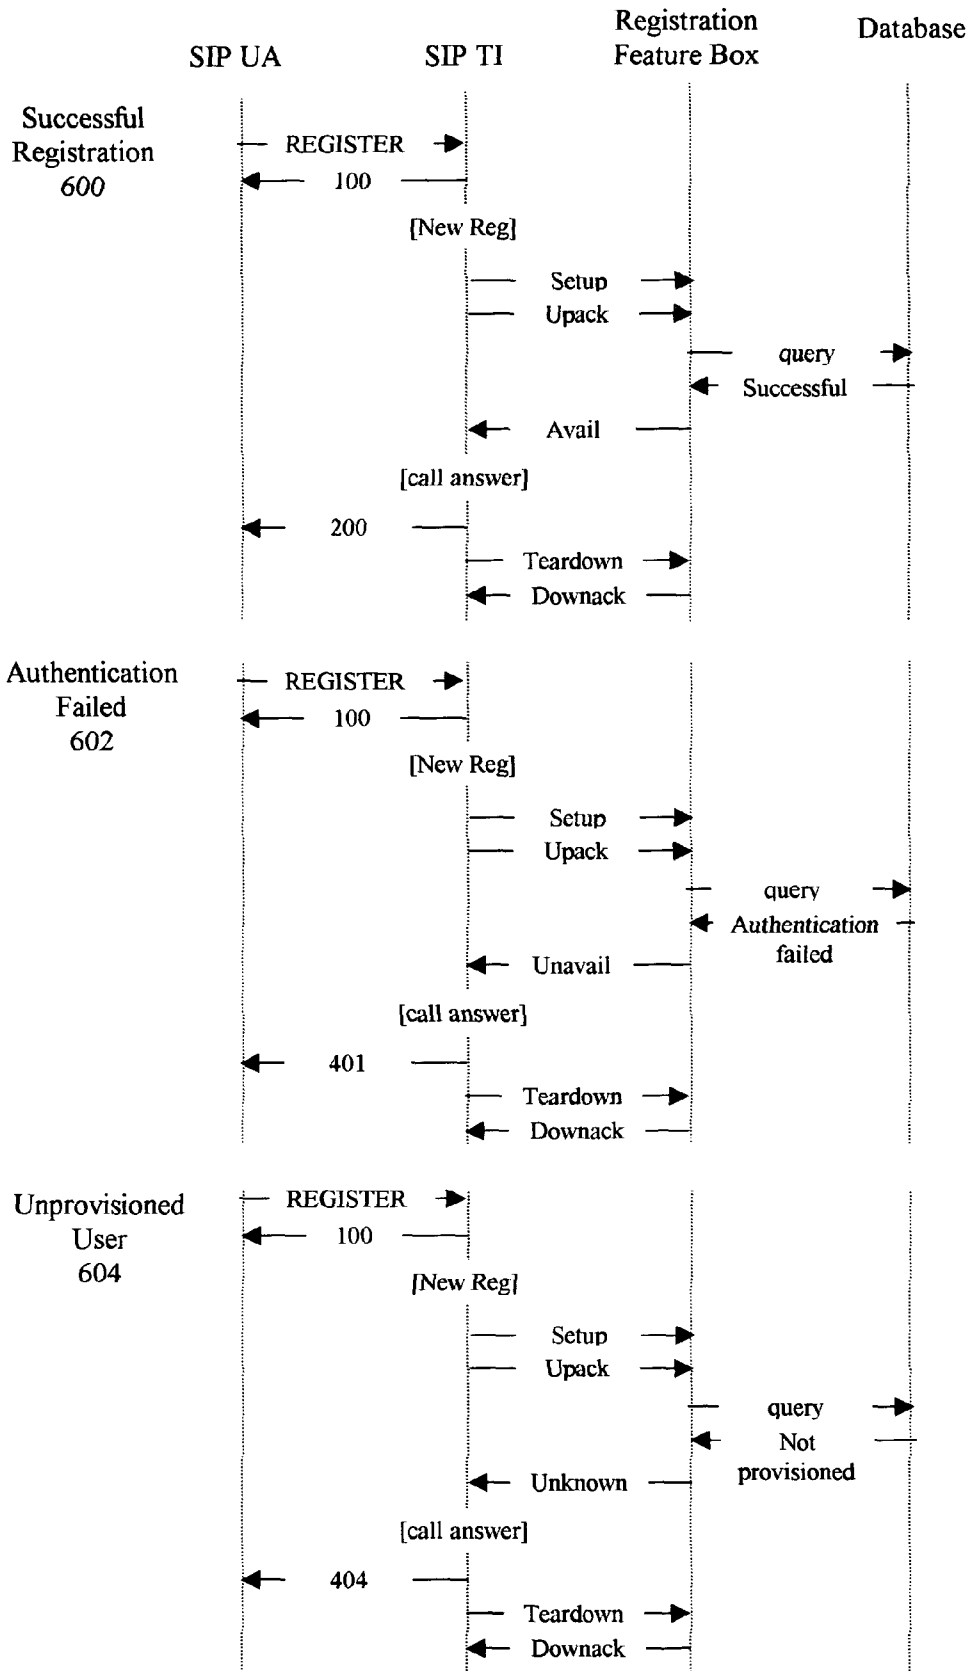 SIP UA
SIP TI
Registration
Feature Box
Database
Successful
Registration
600
REGISTER
100
[New Reg]
Setup
Upack
query
Successful
Avail
[call answer]
200
Teardown
Downack
Authentication
Failed
602
REGISTER
100
[New Reg]
Setup
Upack
query
Authentication
failed
Unavail
[call answer]
401
Teardown
Downack
Unprovisioned
User
604
REGISTER
100
[New Reg]
Setup
Upack
query
Not
provisioned
Unknown
[call answer]
404
Teardown
Downack